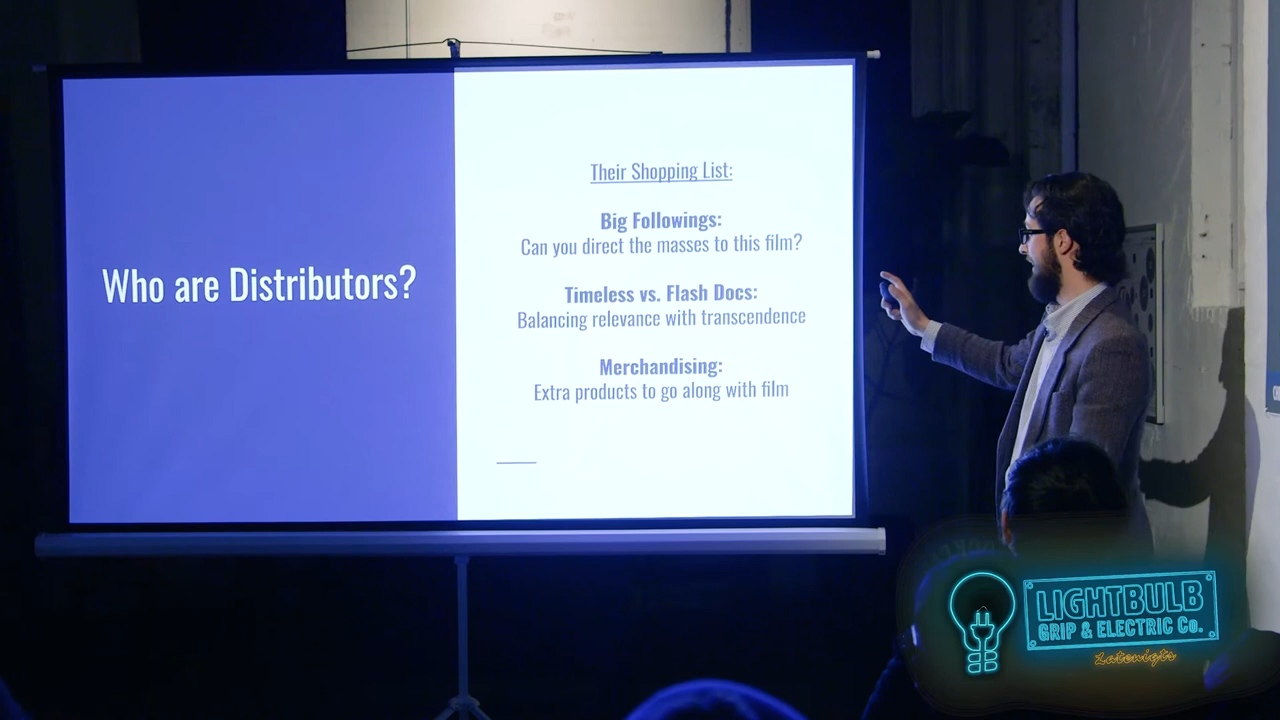 Who are Distributors?
Their Shopping List:
Big Followings:
Can you direct the masses to this film?
Timeless vs. Flash Docs:
Balancing relevance with transcendence
Merchandising:
Extra products to go along with film
LIGHTBULB
GRIP & ELECTRIC Co.
Latenigts